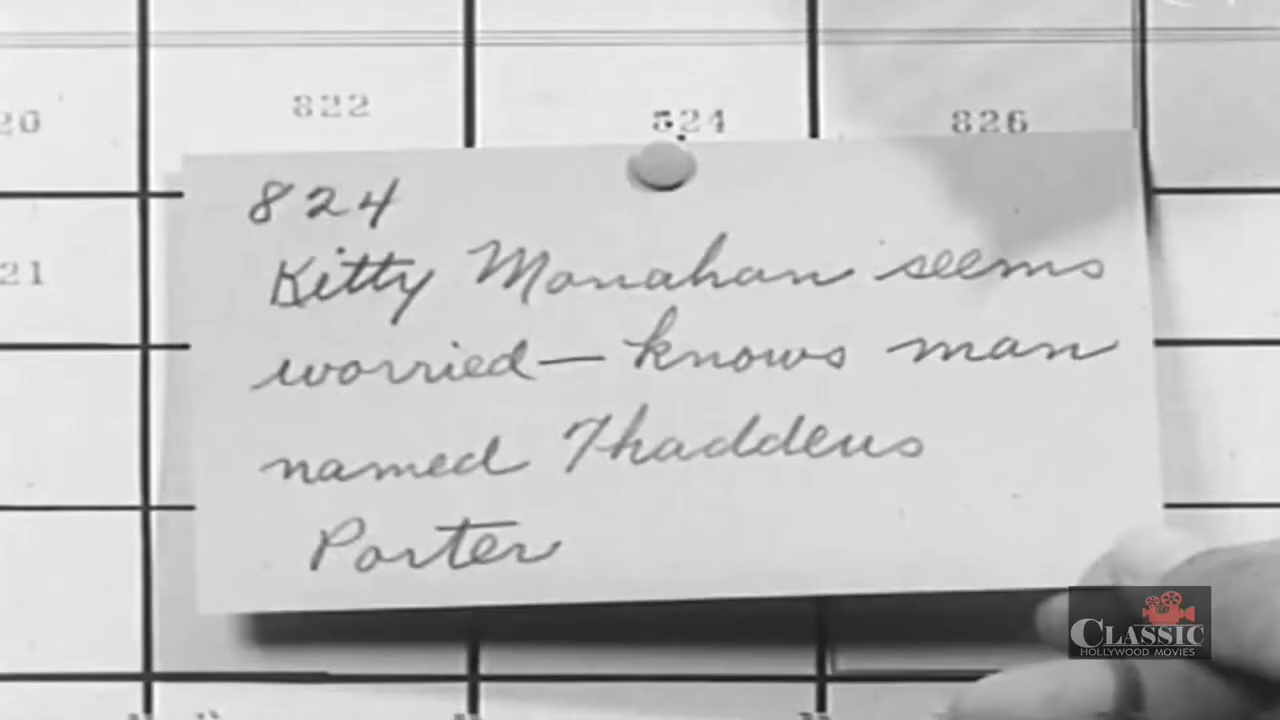 20
822
824
826
21
824
Kitty Monahan seems
worried — knows man
named Thaddeus
Porter
CLASSIC
HOLLYWOOD MOVIES